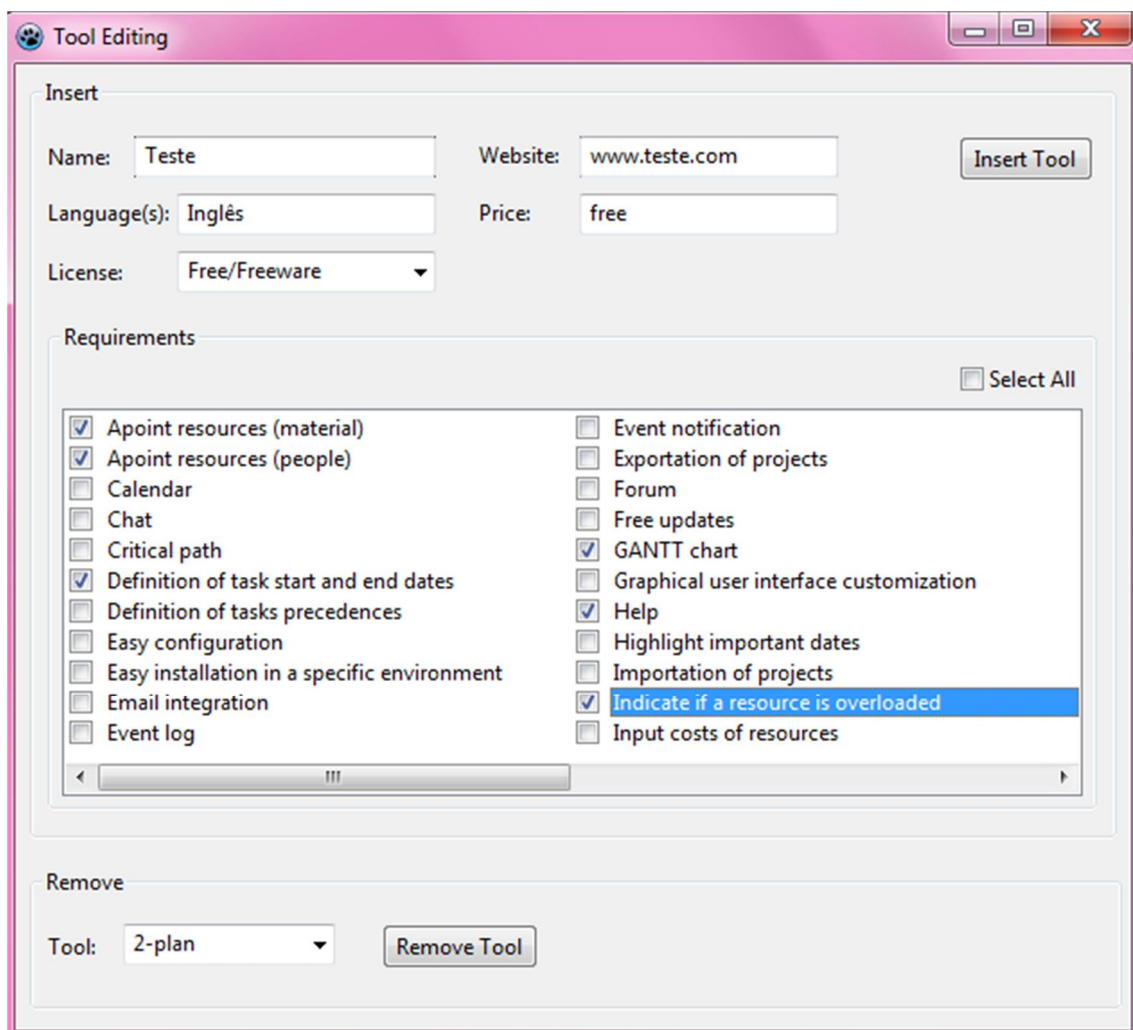 Tool Editing
Insert
Name: Teste Website: www.teste.com Insert Tool
Language(s): Inglês Price: free
License: Free/Freeware
Requirements
Select All
Apoint resources (material) Event notification
Apoint resources (people) Exportation of projects
Calendar Forum
Chat Free updates
Critical path GANTT chart
Definition of task start and end dates Graphical user interface customization
Definition of tasks precedences Help
Easy configuration Highlight important dates
Easy installation in a specific environment Importation of projects
Email integration Indicate if a resource is overloaded
Event log Input costs of resources
Remove
Tool: 2-plan Remove Tool